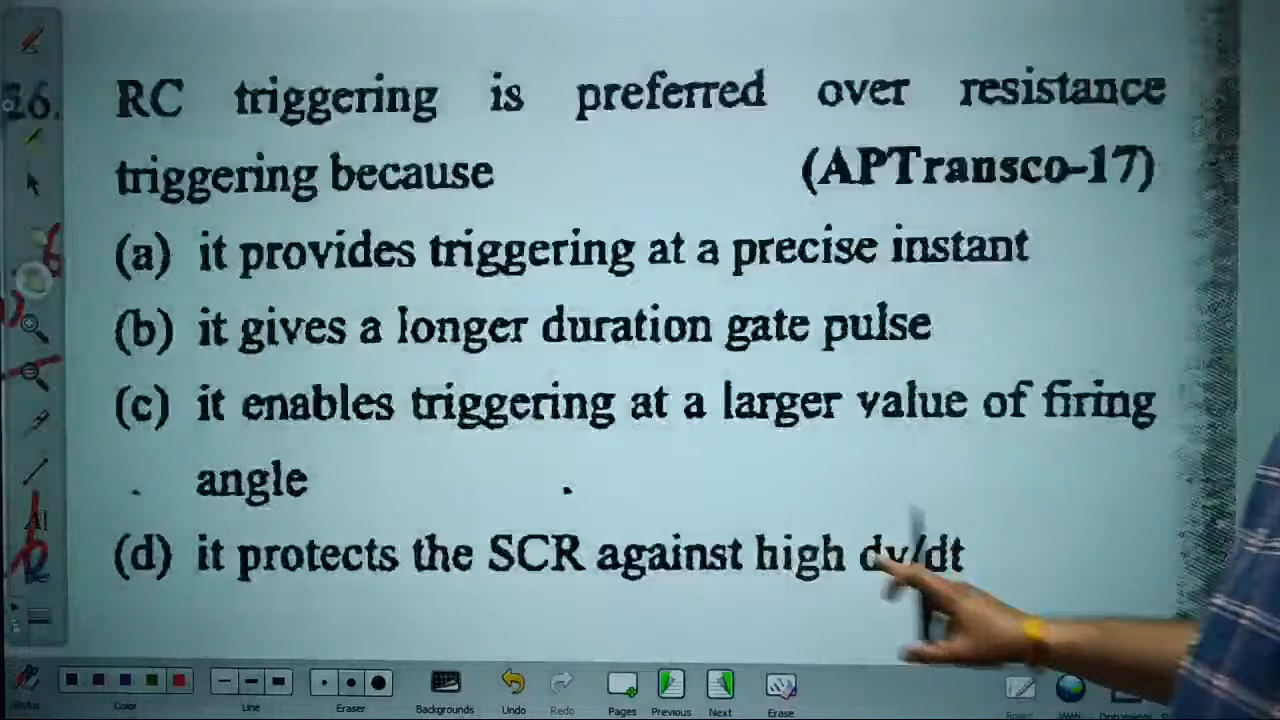 26. RC triggering is preferred over resistance
triggering because (APTransco-17)
(a) it provides triggering at a precise instant
(b) it gives a longer duration gate pulse
(c) it enables triggering at a larger value of firing
angle
(d) it protects the SCR against high dv/dt
Stylus Color Line Eraser Backgrounds Undo Redo Pages Previous Next Erase